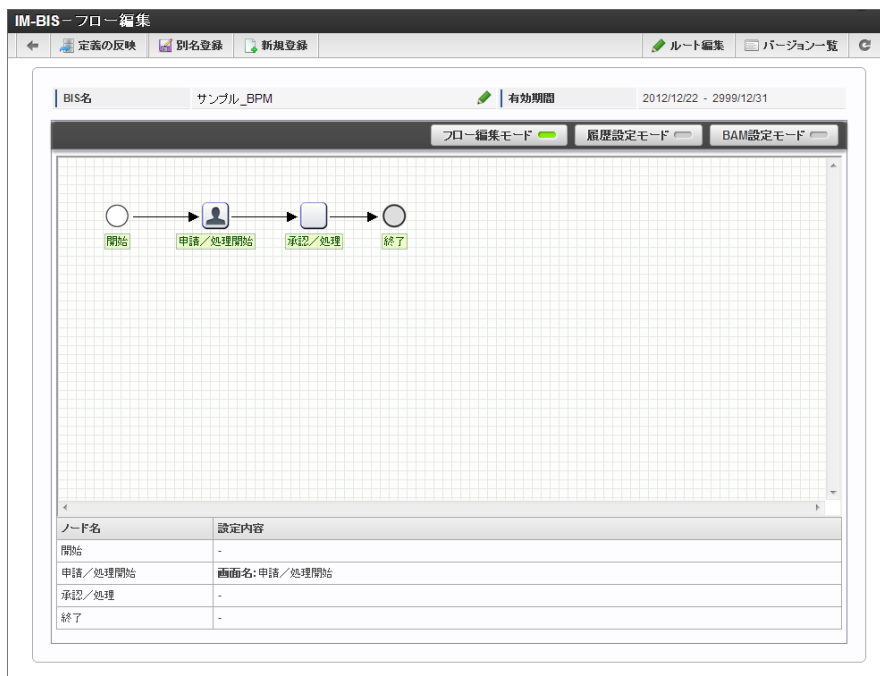 IM-BIS－フロー編集
定義の反映 別名登録 新規登録 ルート編集 バージョン一覧
BIS名 サンプル_BPM 有効期間 2012/12/22 - 2999/12/31
フロー編集モード 履歴設定モード BAM設定モード
開始 申請／処理開始 承認／処理 終了
ノード名 設定内容
開始 -
申請／処理開始 画面名:申請／処理開始
承認／処理 -
終了 -